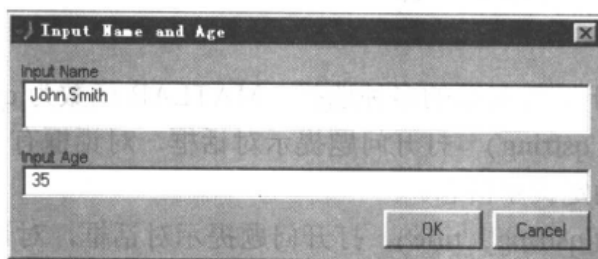 Input Name and Age
Input Name
John Smith
Input Age
35
OK
Cancel